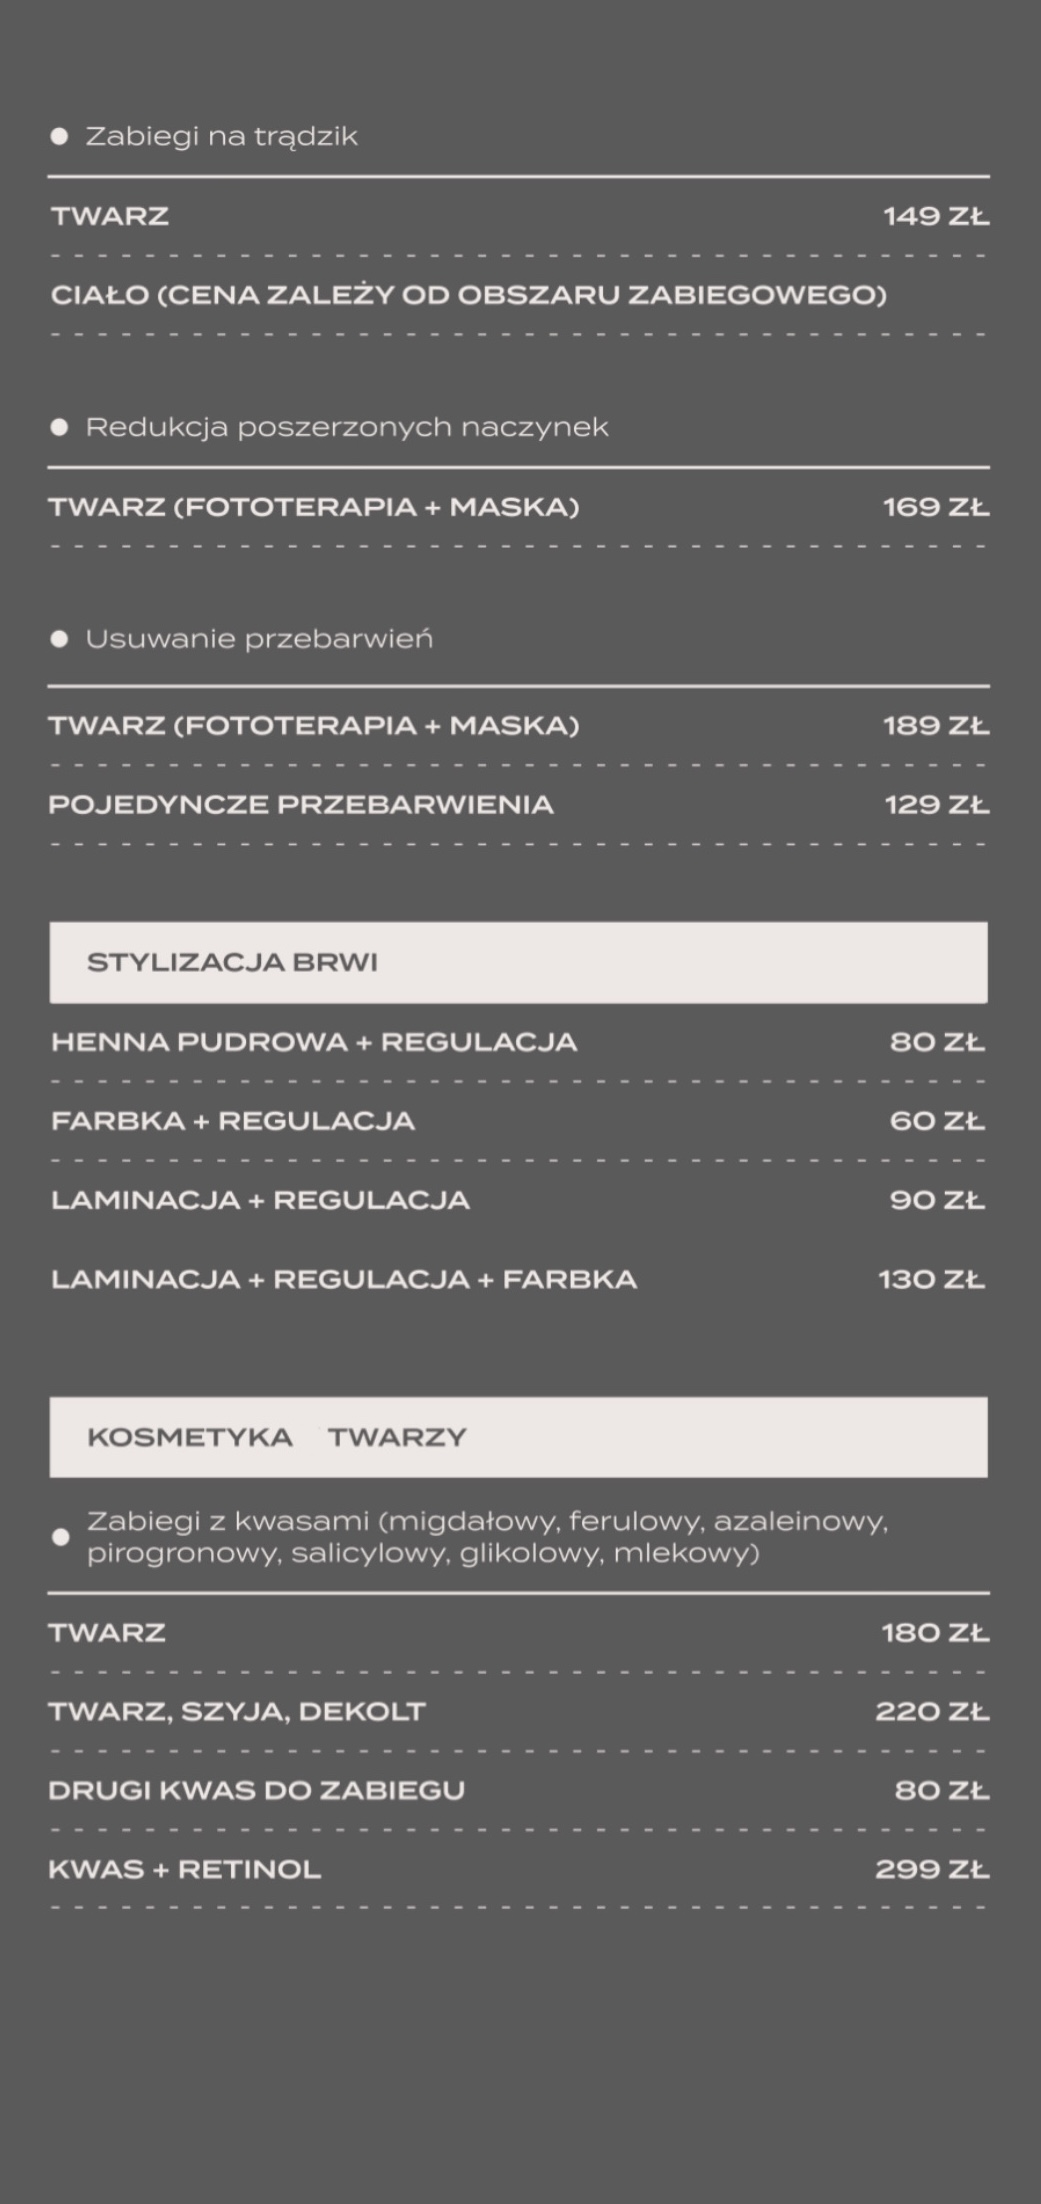 Zabiegi na trądzik
TWARZ 149 ZŁ
CIAŁO (CENA ZALEŻY OD OBSZARU ZABIEGOWEGO)
Redukcja poszerzonych naczynek
TWARZ (FOTOTERAPIA + MASKA) 169 ZŁ
Usuwanie przebarwień
TWARZ (FOTOTERAPIA + MASKA) 189 ZŁ
POJEDYNCZE PRZEBARWIENIA 129 ZŁ
STYLIZACJA BRWI
HENNA PUDROWA + REGULACJA 80 ZŁ
FARBKA + REGULACJA 60 ZŁ
LAMINACJA + REGULACJA 90 ZŁ
LAMINACJA + REGULACJA + FARBKA 130 ZŁ
KOSMETYKA TWARZY
Zabiegi z kwasami (migdałowy, ferulowy, azaleinowy,
pirogronowy, salicylowy, glikolowy, mlekowy)
TWARZ 180 ZŁ
TWARZ, SZYJA, DEKOLT 220 ZŁ
DRUGI KWAS DO ZABIEGU 80 ZŁ
KWAS + RETINOL 299 ZŁ